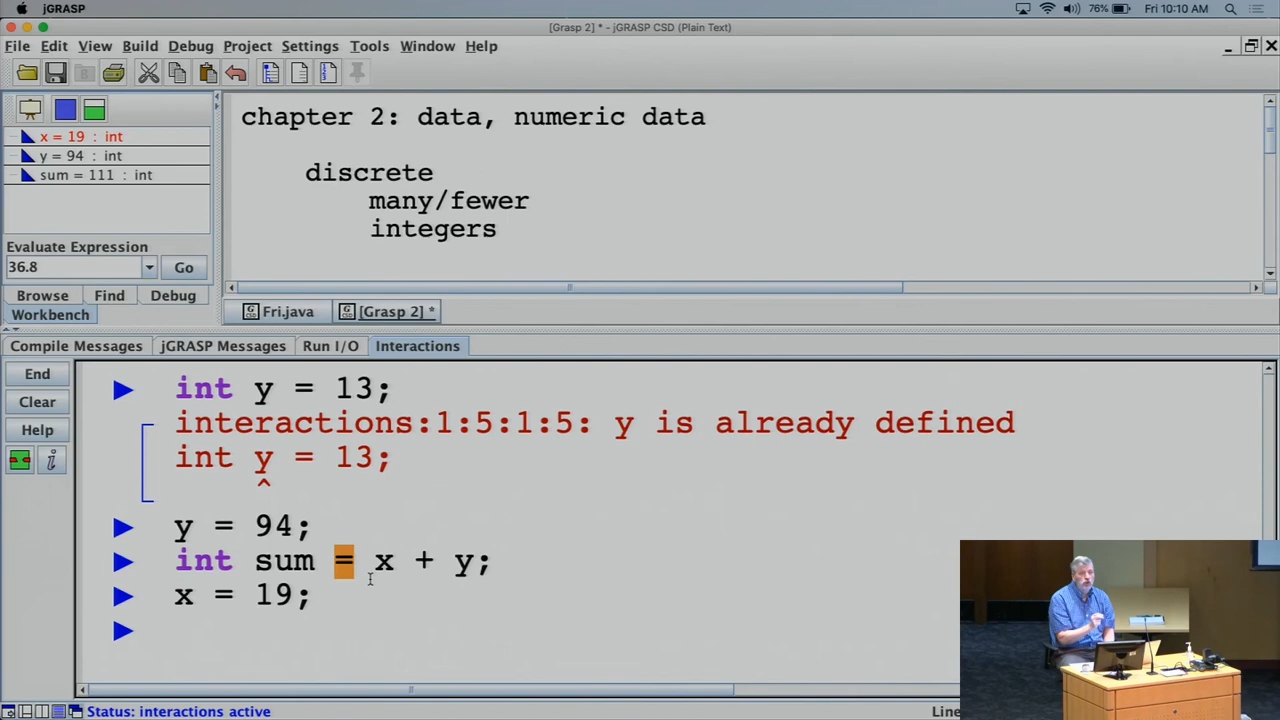 jGRASP
76%
Fri 10:10 AM
[Grasp 2] * - jGRASP CSD (Plain Text)
File Edit View Build Debug Project Settings Tools Window Help
x = 19 : int
y = 94 : int
sum = 111 : int
Evaluate Expression
36.8
Go
Browse Find Debug
Workbench
chapter 2: data, numeric data
discrete
many/fewer
integers
Fri.java
[Grasp 2] *
Compile Messages jGRASP Messages Run I/O Interactions
End
Clear
Help
int y = 13;
interactions:1:5:1:5: y is already defined
int y = 13;
^
y = 94;
int sum = x + y;
x = 19;
Status: interactions active
Line